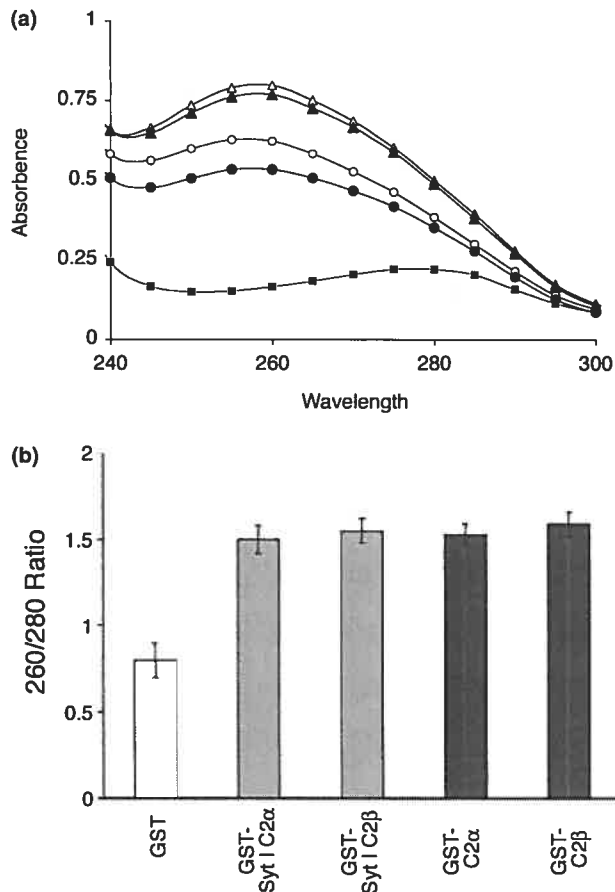 (a)
1
0.75
0.5
0.25
0
Absorbence
240
260
280
300
Wavelength
(b)
2
1.5
1
0.5
0
260/280 Ratio
GST
GST-
Syt I C2α
GST-
Syt I C2β
GST-
C2α
GST-
C2β